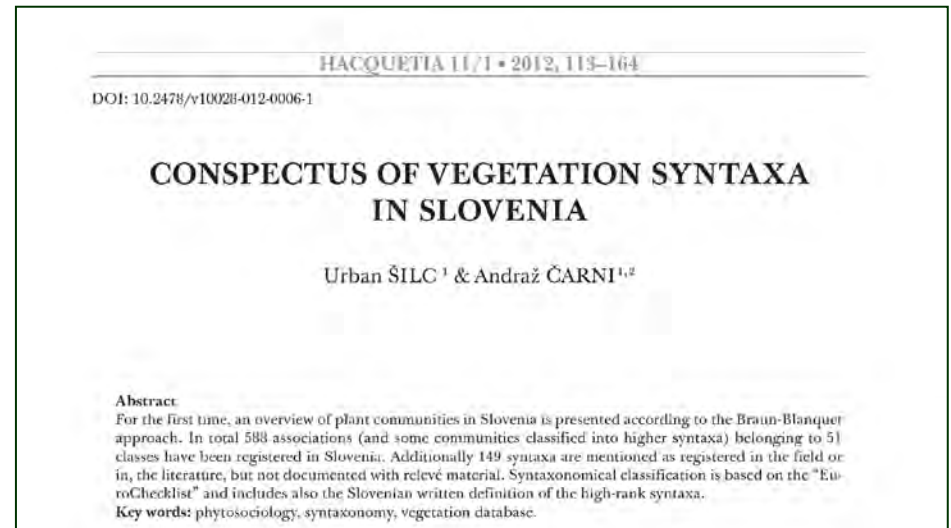 HACQUETIA 11/1 • 2012, 113–164
DOI: 10.2478/v10028-012-0006-1
CONSPECTUS OF VEGETATION SYNTAXA
IN SLOVENIA
Urban ŠILC ¹ & Andraž ČARNI ¹,²
Abstract
For the first time, an overview of plant communities in Slovenia is presented according to the Braun-Blanquet
approach. In total 588 associations (and some communities classified into higher syntaxa) belonging to 51
classes have been registered in Slovenia. Additionally 149 syntaxa are mentioned as registered in the field or
in, the literature, but not documented with relevé material. Syntaxonomical classification is based on the "Eu-
roChecklist" and includes also the Slovenian written definition of the high-rank syntaxa.
Key words: phytosociology, syntaxonomy, vegetation database.